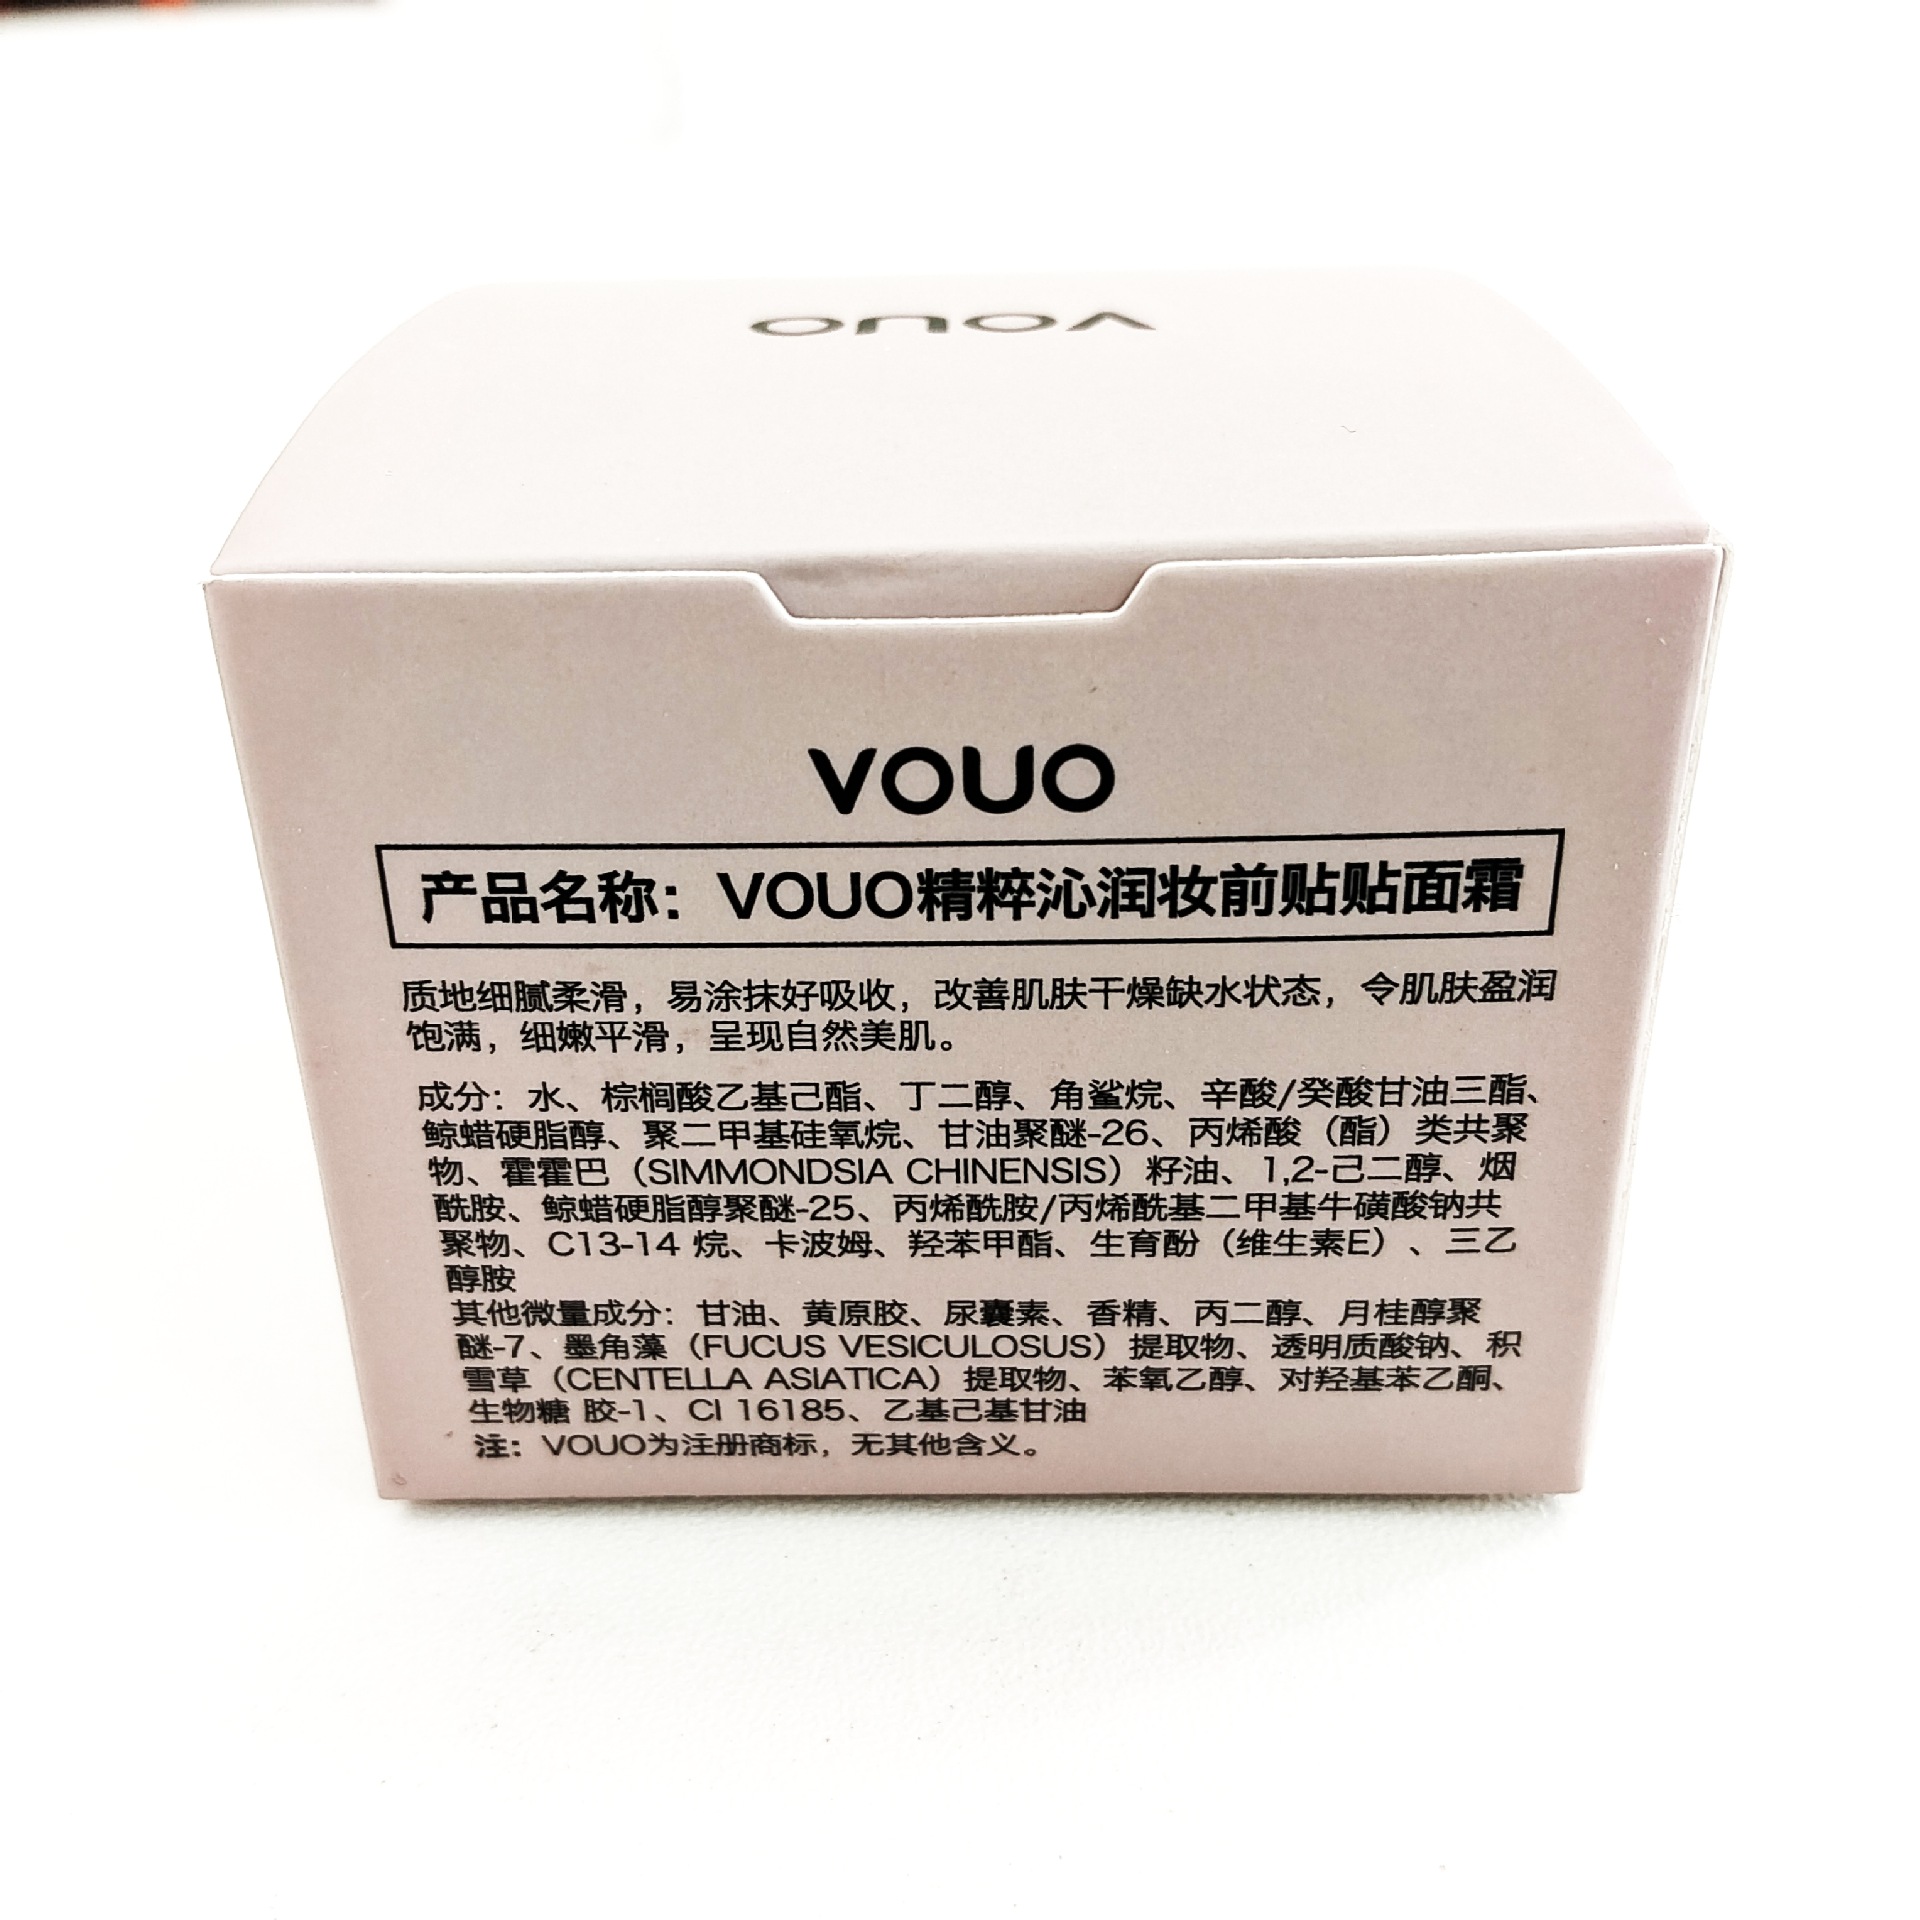 VOUO
VOUO
产品名称：VOUO精粹沁润妆前贴贴面霜
质地细腻柔滑，易涂抹好吸收，改善肌肤干燥缺水状态，令肌肤盈润
饱满，细嫩平滑，呈现自然美肌。
成分：水、棕榈酸乙基己酯、丁二醇、角鲨烷、辛酸/癸酸甘油三酯、
鲸蜡硬脂醇、聚二甲基硅氧烷、甘油聚醚-26、丙烯酸（酯）类共聚
物、霍霍巴（SIMMONDSIA CHINENSIS）籽油、1,2-己二醇、烟
酰胺、鲸蜡硬脂醇聚醚-25、丙烯酰胺/丙烯酰基二甲基牛磺酸钠共
聚物、C13-14 烷、卡波姆、羟苯甲酯、生育酚（维生素E）、三乙
醇胺
其他微量成分：甘油、黄原胶、尿囊素、香精、丙二醇、月桂醇聚
醚-7、墨角藻（FUCUS VESICULOSUS）提取物、透明质酸钠、积
雪草（CENTELLA ASIATICA）提取物、苯氧乙醇、对羟基苯乙酮、
生物糖 胶-1、CI 16185、乙基己基甘油
注：VOUO为注册商标，无其他含义。